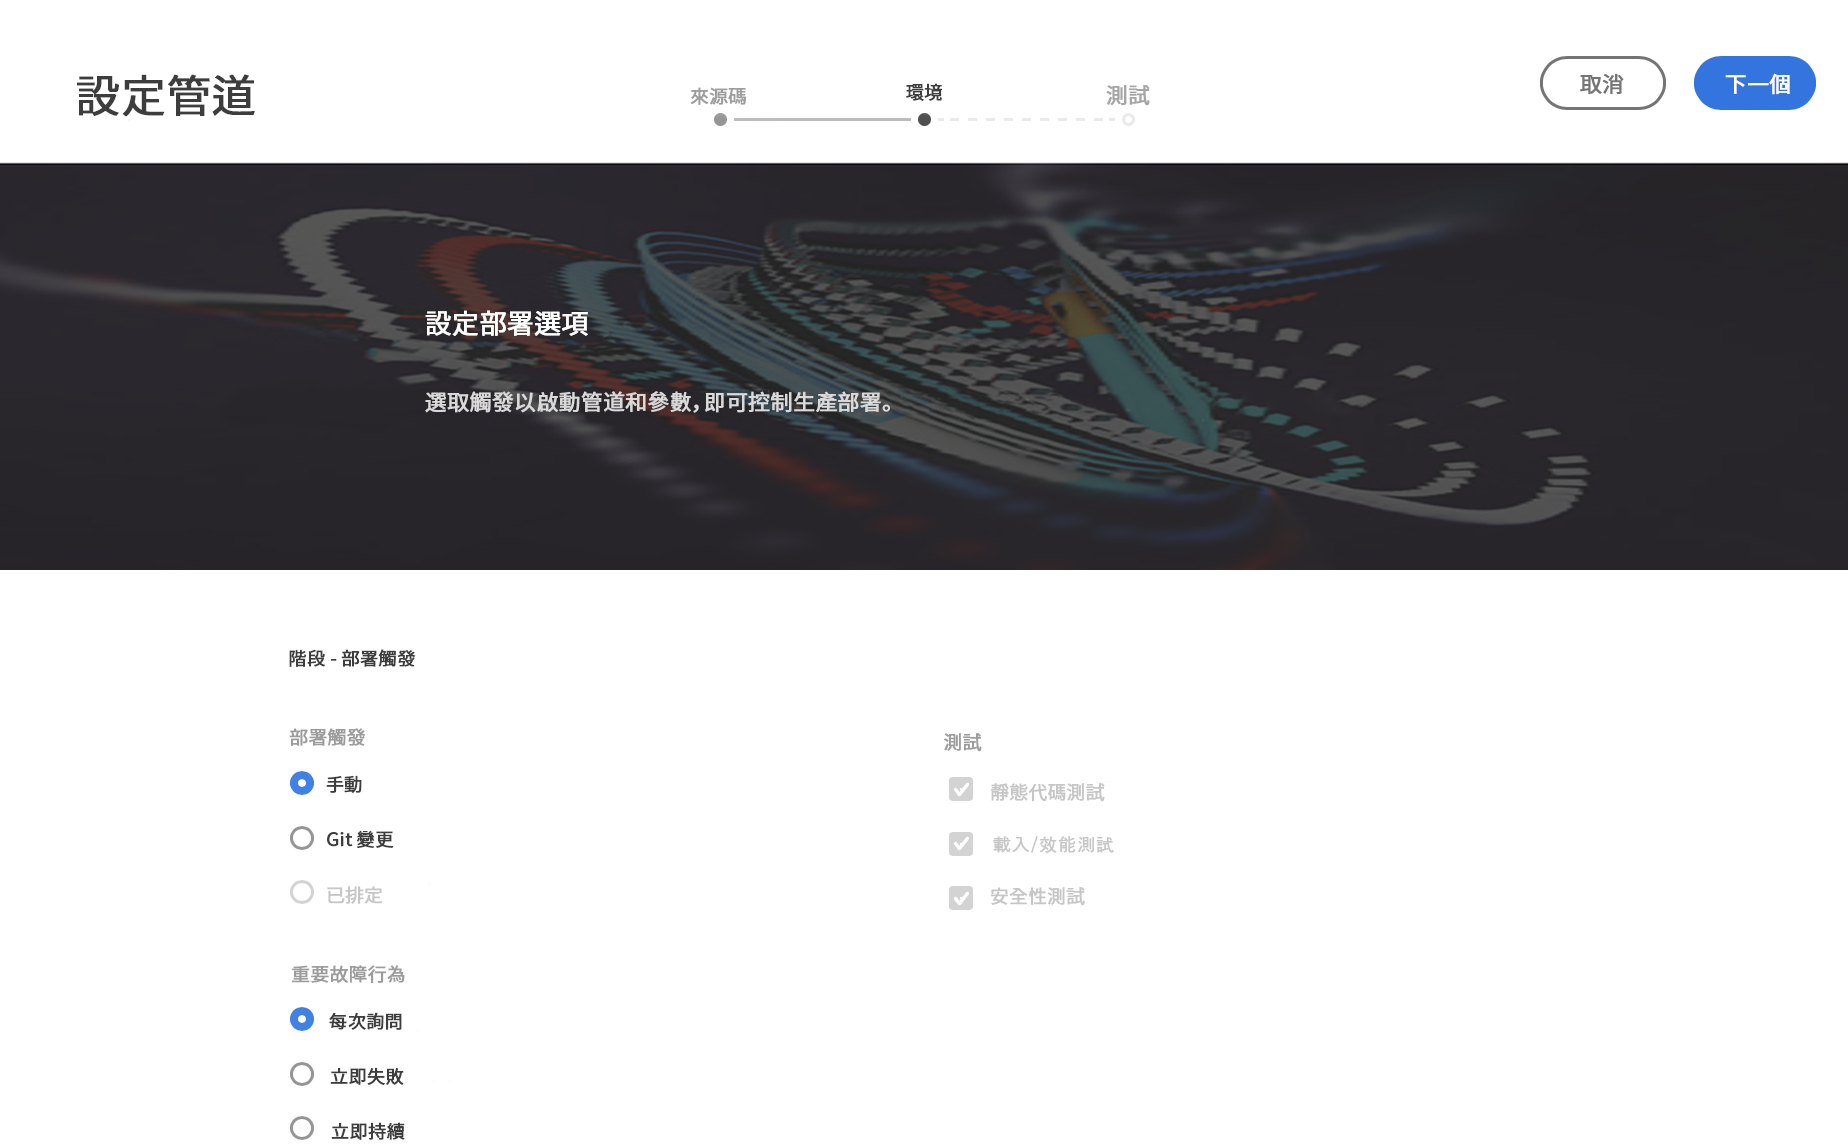 設定管道
來源碼
環境
測試
取消
下一個
設定部署選項
選取觸發以啟動管道和參數，即可控制生產部署。
階段 - 部署觸發
部署觸發
手動
Git 變更
已排定
測試
靜態代碼測試
載入/效能測試
安全性測試
重要故障行為
每次詢問
立即失敗
立即持續